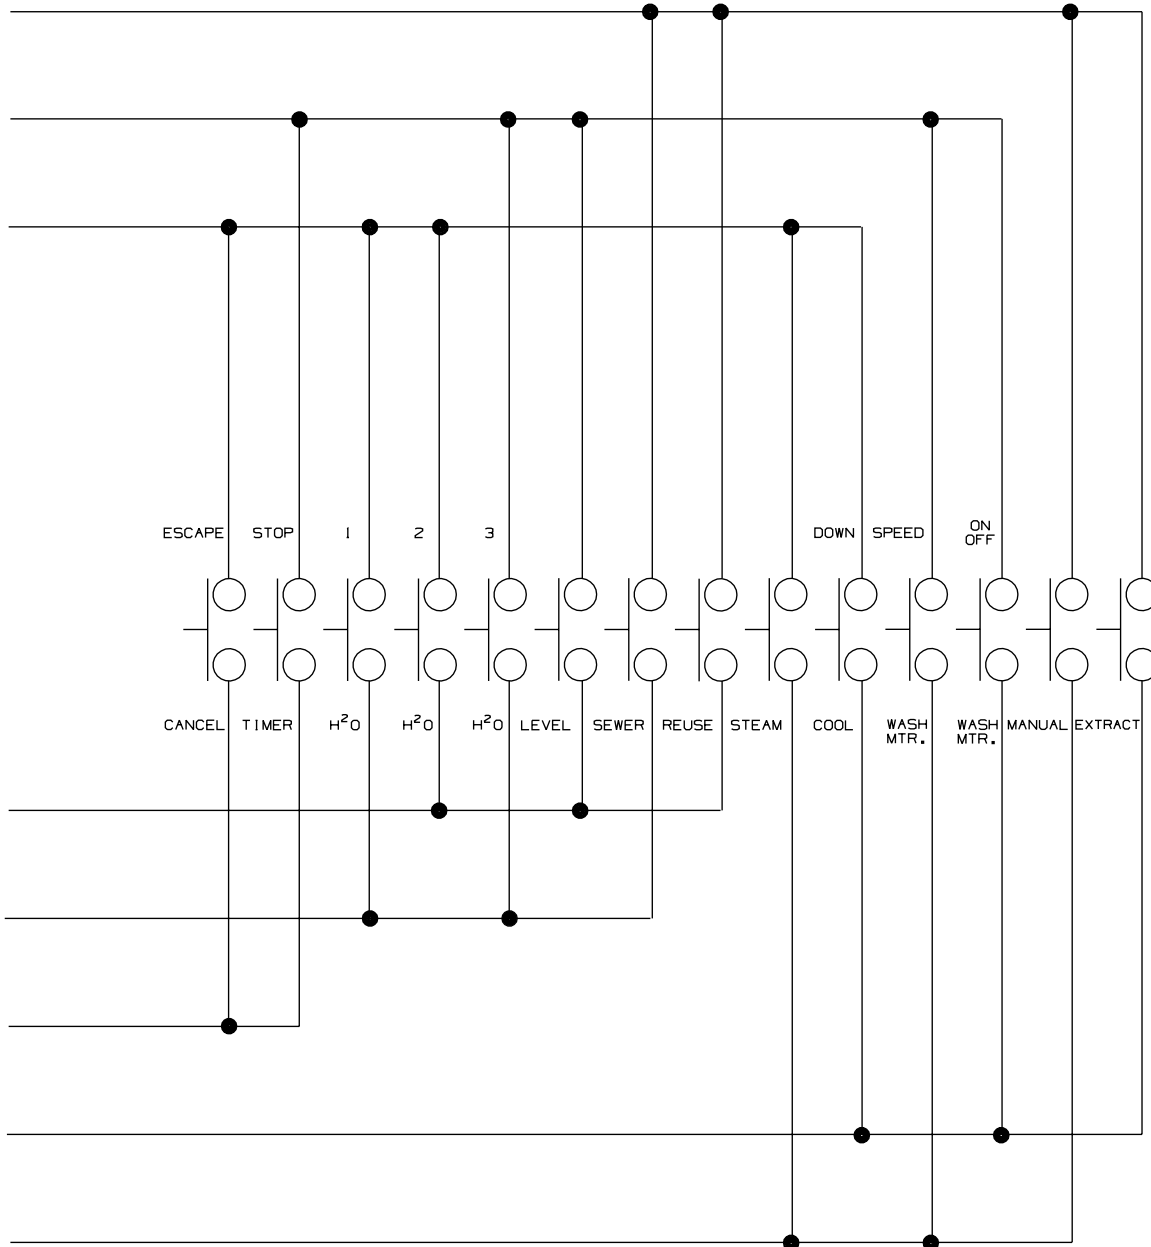 ESCAPE STOP 1 2 3 DOWN SPEED ON
OFF
CANCEL TIMER H²O H²O H²O LEVEL SEWER REUSE STEAM COOL WASH MTR. WASH MTR. MANUAL EXTRACT